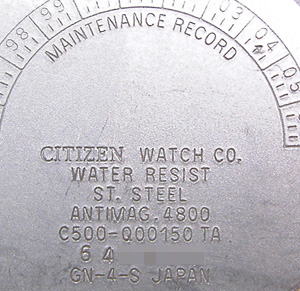 98 99 03 04 05
MAINTENANCE RECORD
CITIZEN WATCH CO.
WATER RESIST
ST. STEEL
ANTIMAG. 4800
C500-Q00150 TA
6 4
GN-4-S JAPAN